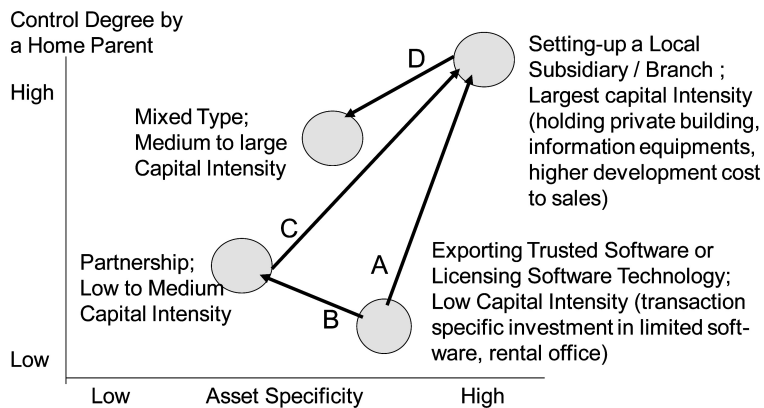 Control Degree by
a Home Parent
High
Low
D
Setting-up a Local
Subsidiary / Branch ;
Largest capital Intensity
(holding private building,
information equipments,
higher development cost
to sales)
Mixed Type;
Medium to large
Capital Intensity
C
A
Partnership;
Low to Medium
Capital Intensity
B
Exporting Trusted Software or
Licensing Software Technology;
Low Capital Intensity (transaction
specific investment in limited soft-
ware, rental office)
Low
Asset Specificity
High